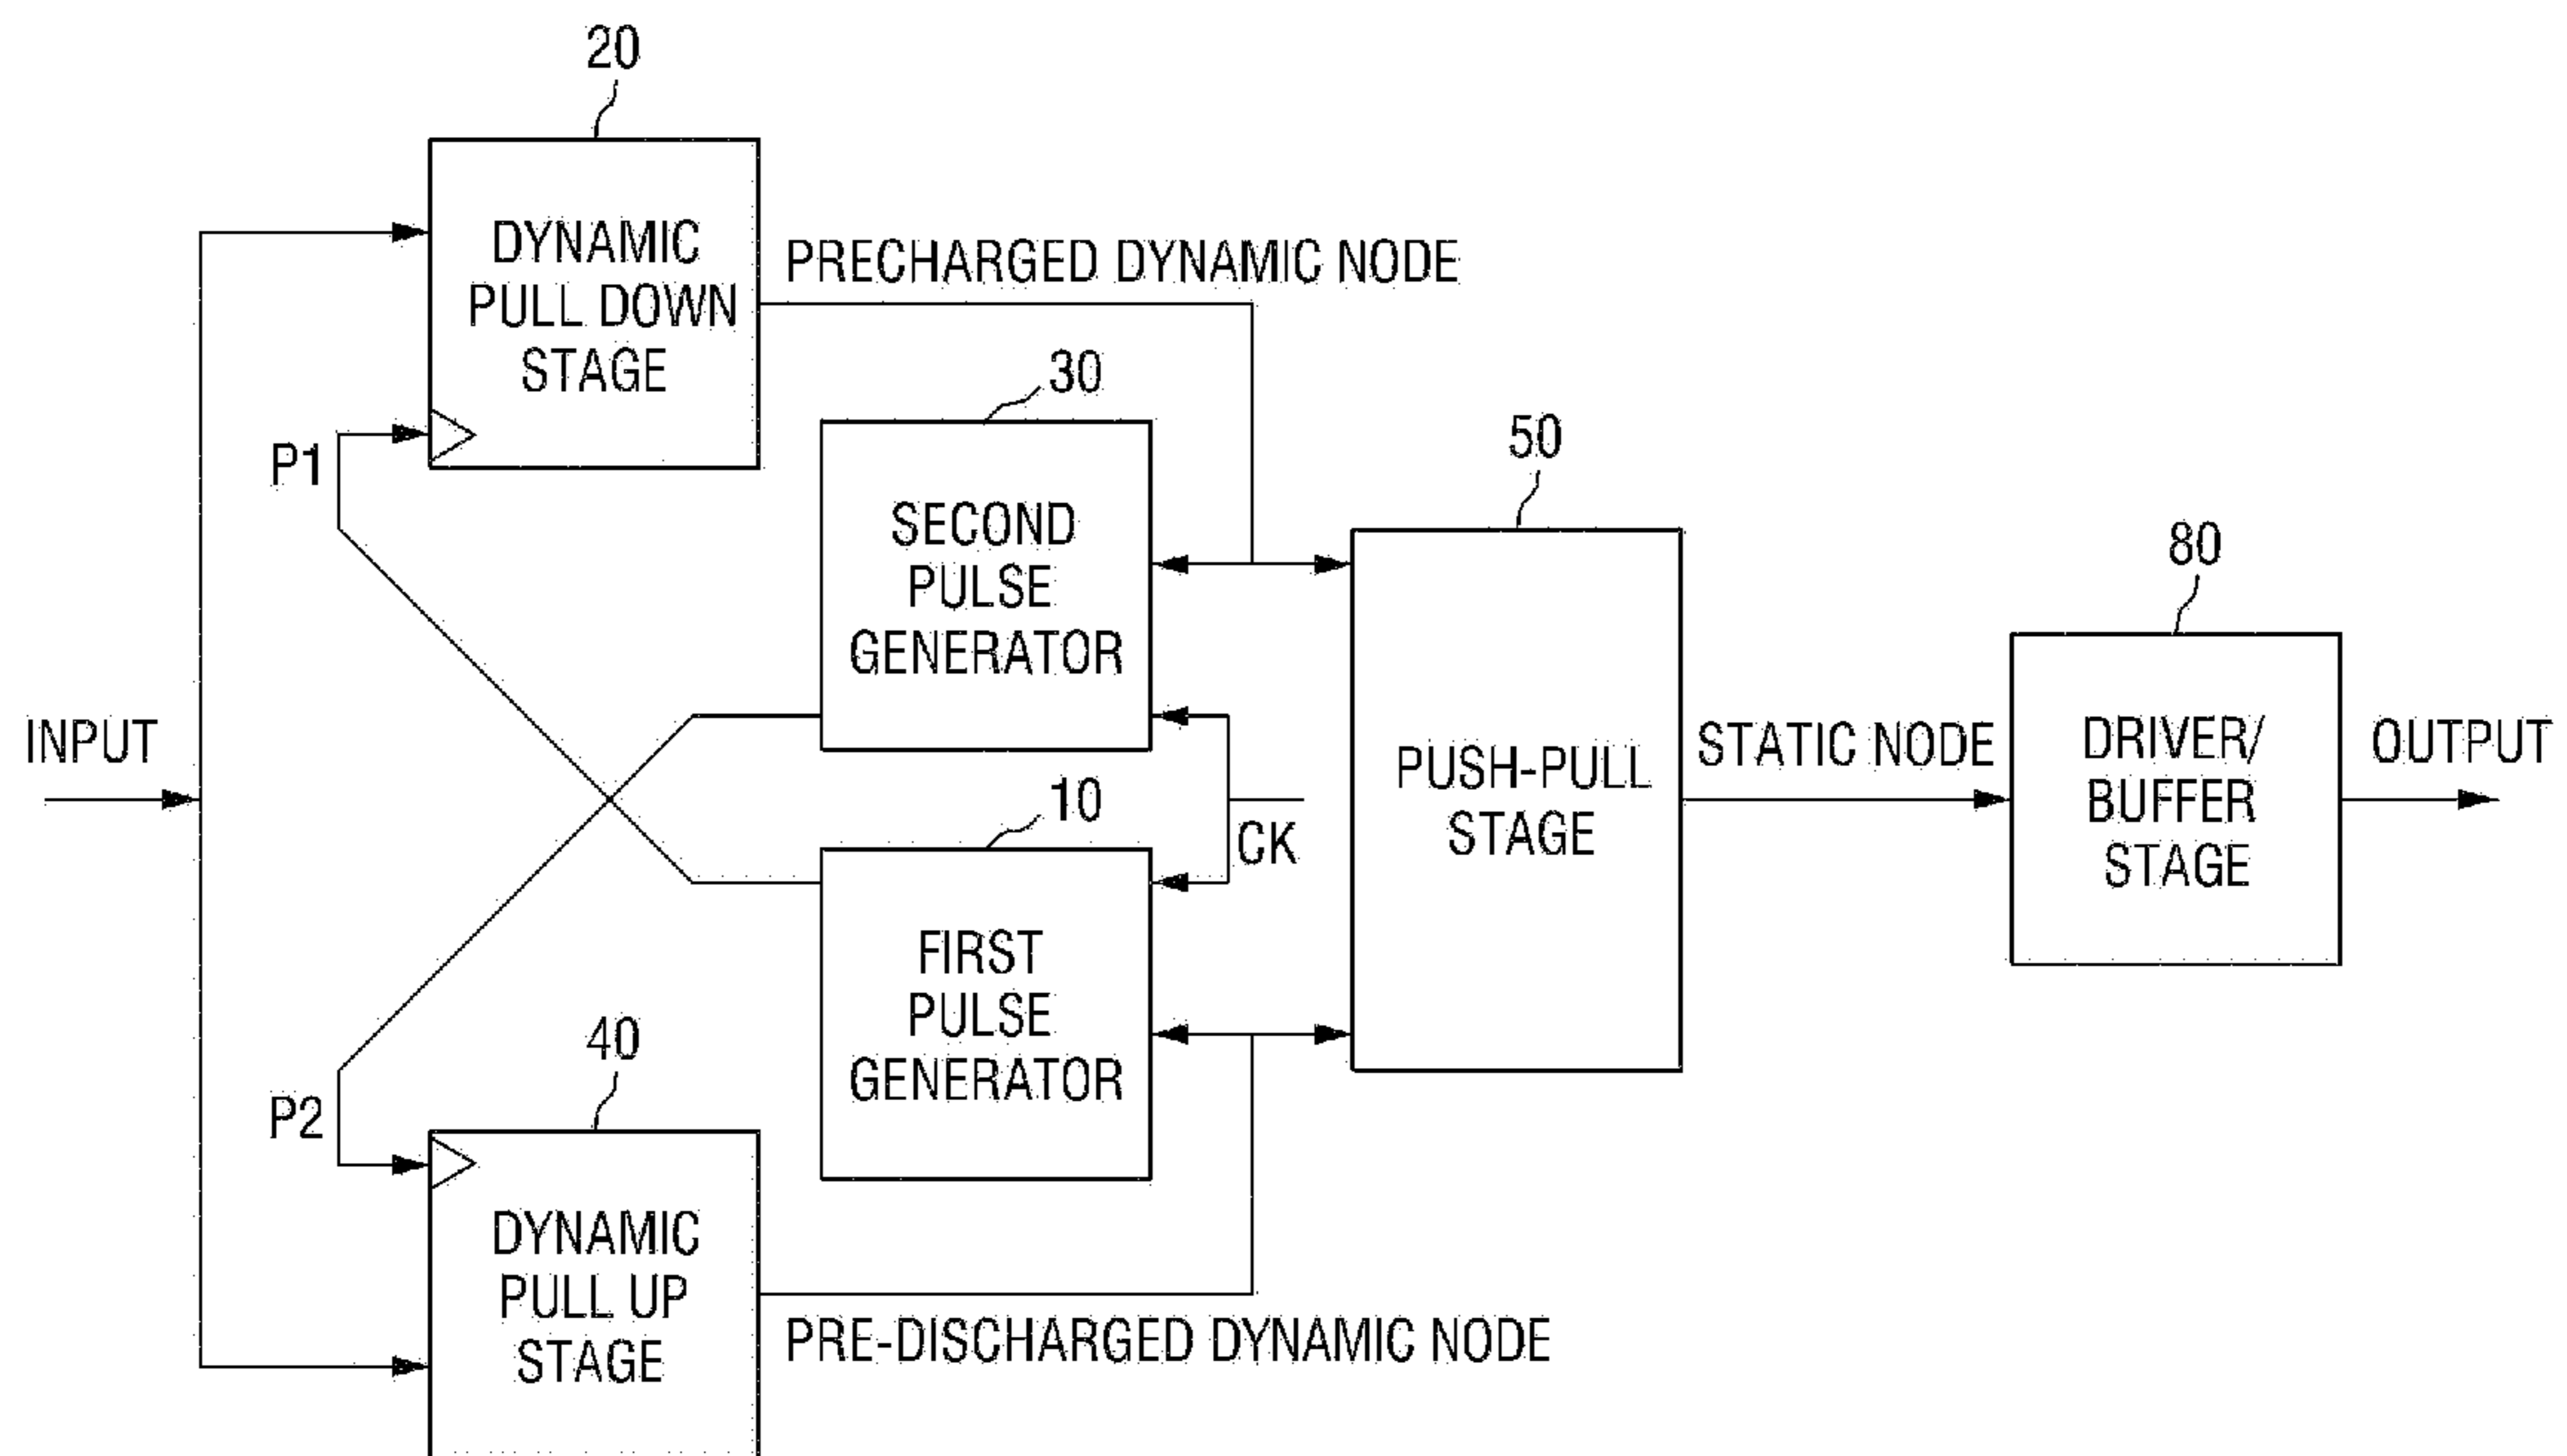 20
DYNAMIC
PULL DOWN
STAGE
PRECHARGED DYNAMIC NODE
P1
30
SECOND
PULSE
GENERATOR
50
PUSH-PULL
STAGE
80
DRIVER/
BUFFER
STAGE
INPUT
STATIC NODE
OUTPUT
CK
10
FIRST
PULSE
GENERATOR
P2
40
DYNAMIC
PULL UP
STAGE
PRE-DISCHARGED DYNAMIC NODE